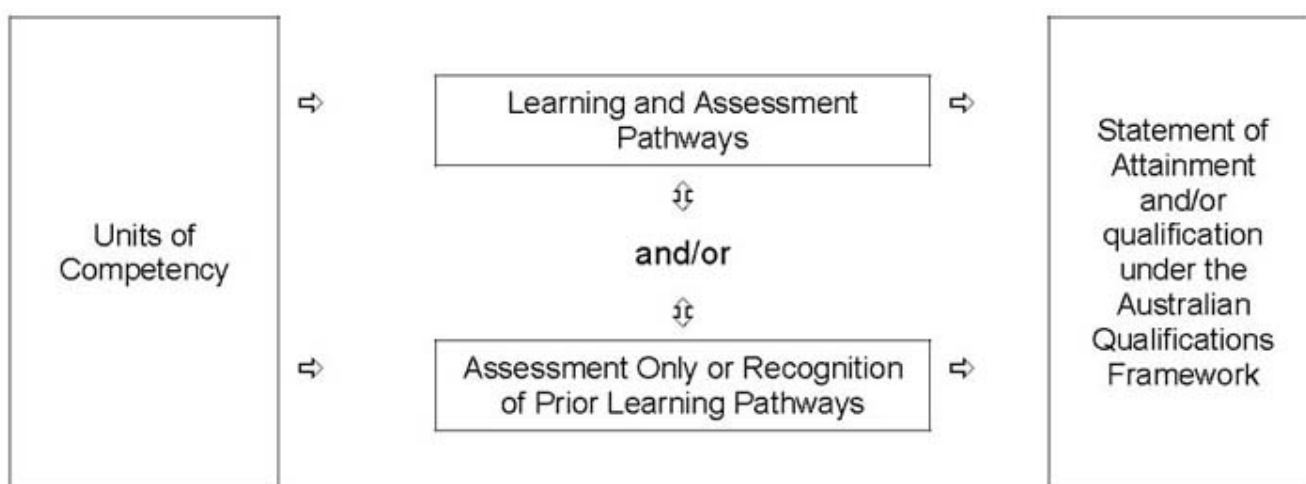 Units of
Competency
Learning and Assessment
Pathways
and/or
Assessment Only or Recognition
of Prior Learning Pathways
Statement of
Attainment
and/or
qualification
under the
Australian
Qualifications
Framework